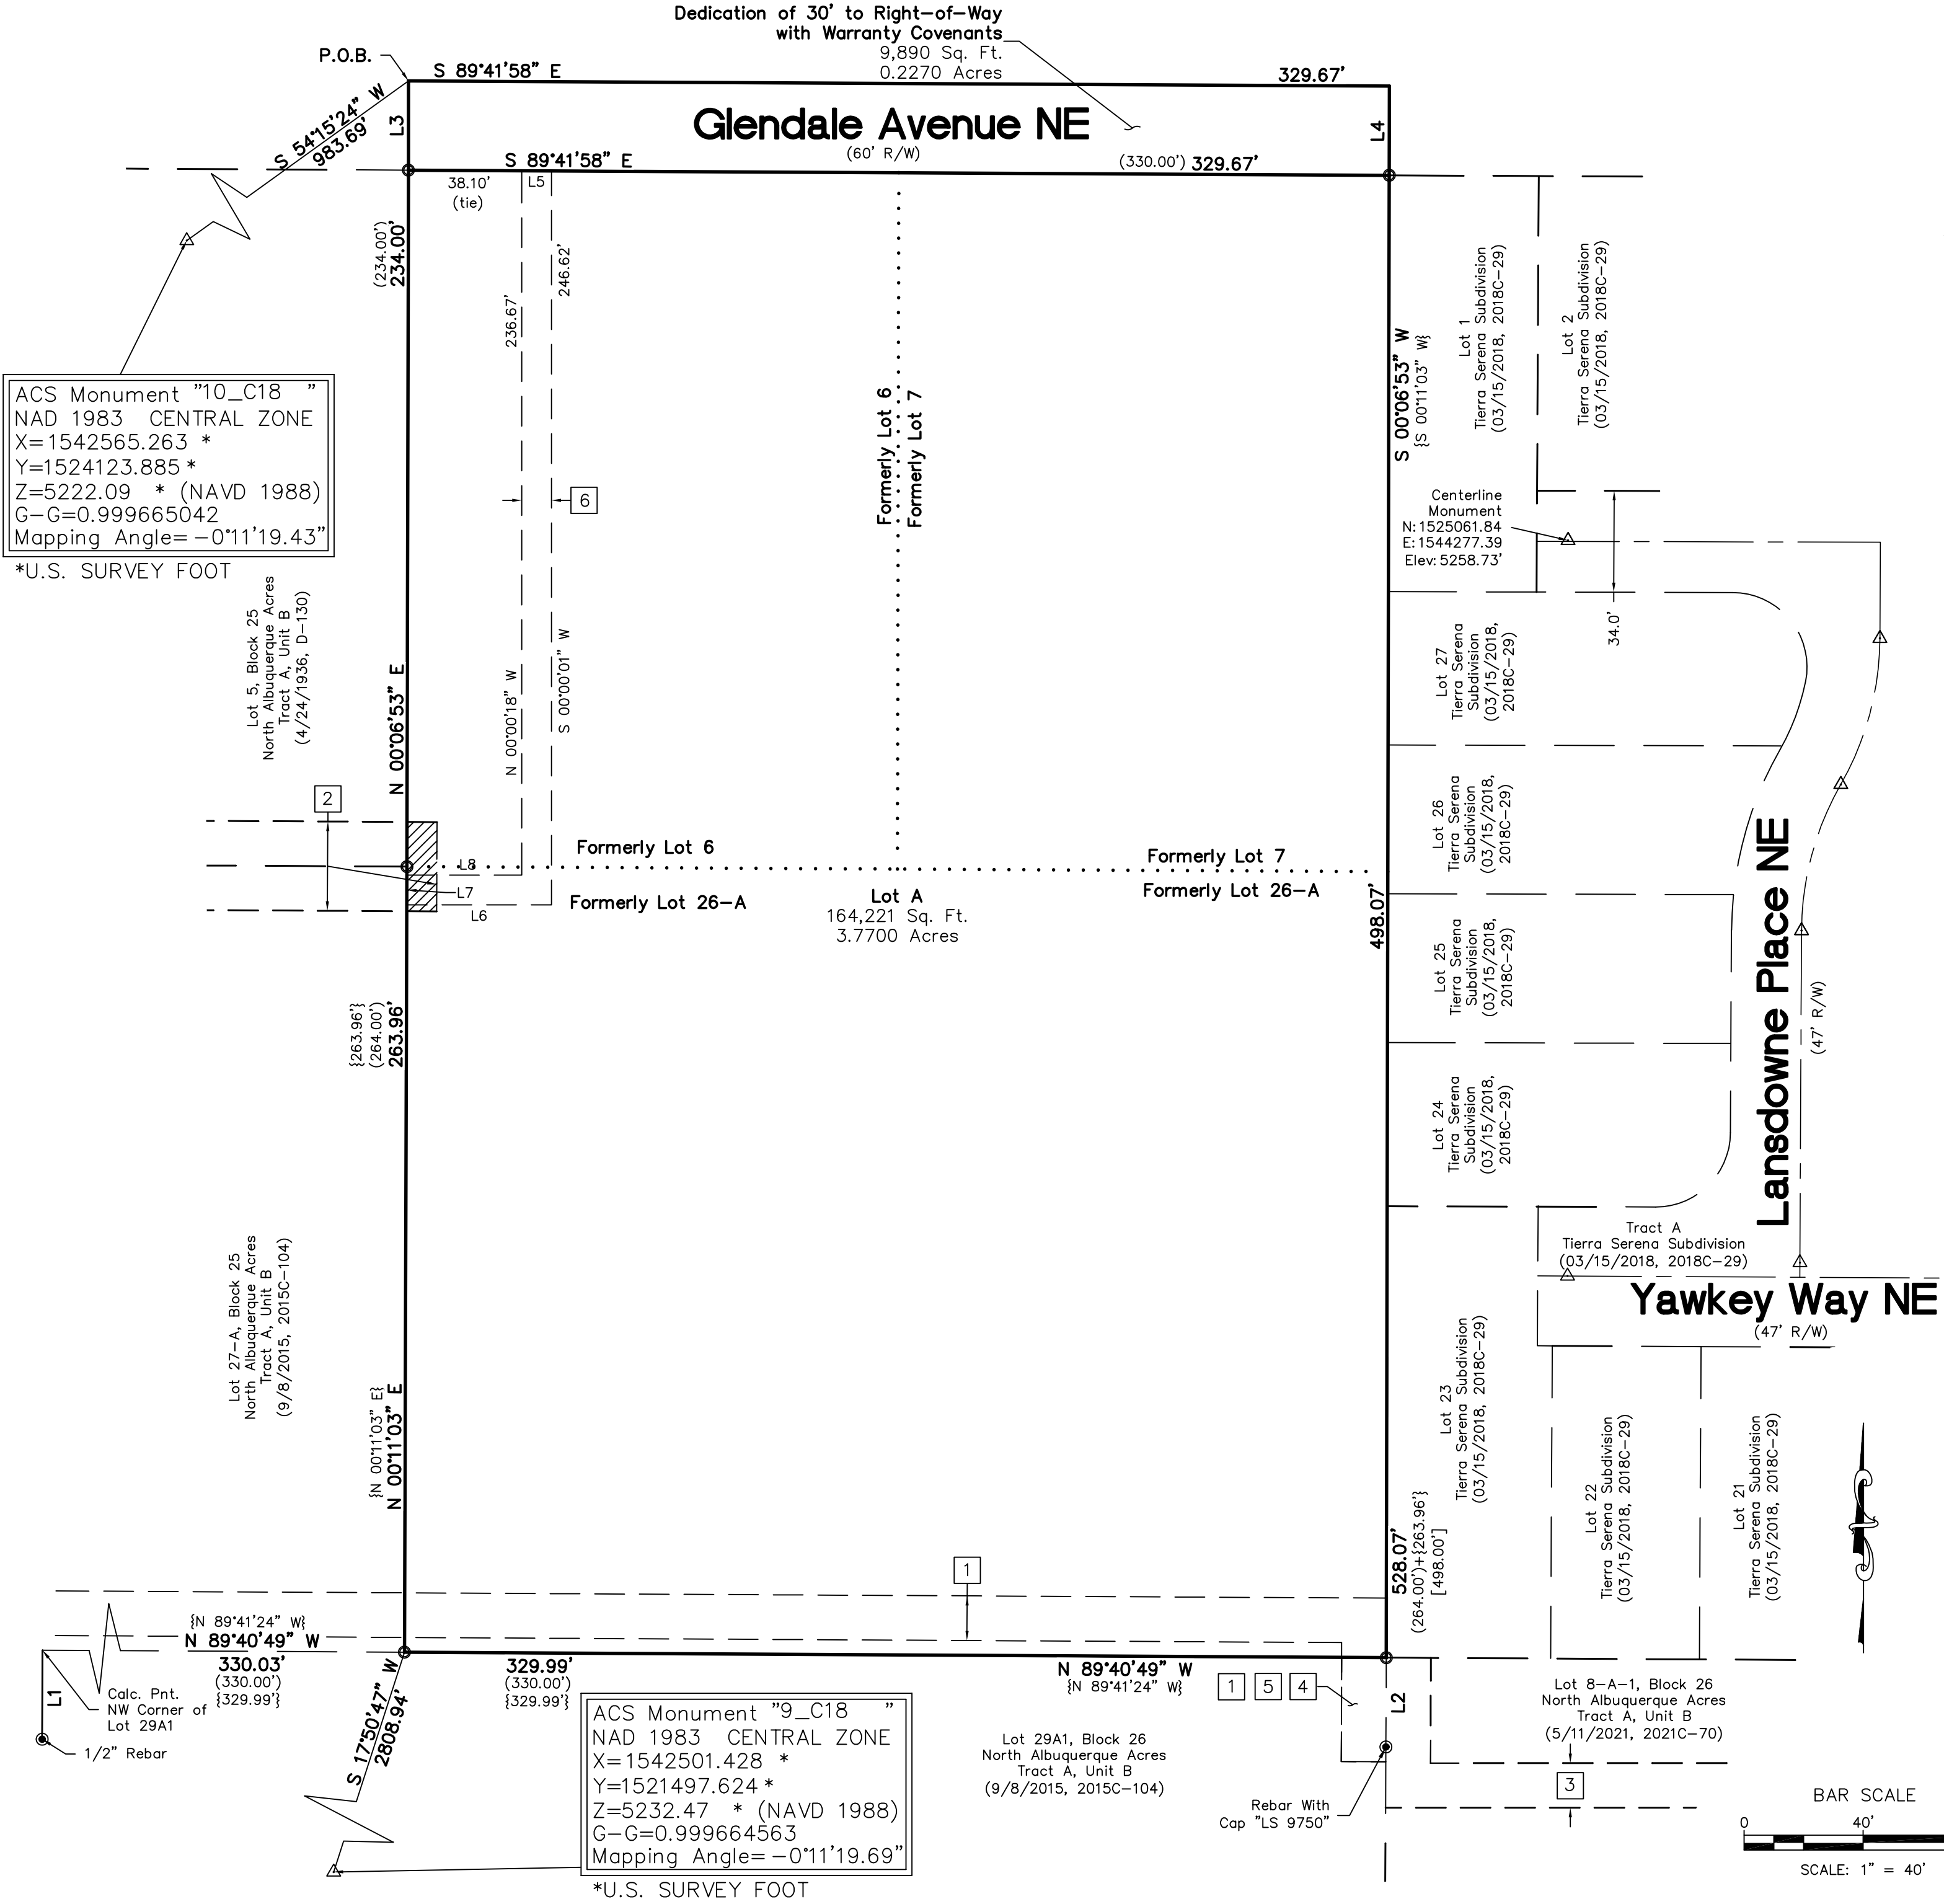 Dedication of 30' to Right-of-Way
with Warranty Covenants
9,890 Sq. Ft.
0.2270 Acres
P.O.B.
S 89°41'58" E
329.67'
S 54°15'24" W
983.69'
L3
Glendale Avenue NE
(60' R/W)
L4
S 89°41'58" E
(330.00') 329.67'
38.10'
(tie)
L5
(234.00')
234.00'
236.67'
246.62'
ACS Monument "10_C18 "
NAD 1983 CENTRAL ZONE
X=1542565.263 *
Y=1524123.885 *
Z=5222.09 * (NAVD 1988)
G-G=0.999665042
Mapping Angle= -0°11'19.43"
*U.S. SURVEY FOOT
Formerly Lot 6
Formerly Lot 7
6
S 00°06'53" W
{S 00°11'03" W}
Lot 1
Tierra Serena Subdivision
(03/15/2018, 2018C-29)
Lot 2
Tierra Serena Subdivision
(03/15/2018, 2018C-29)
Centerline
Monument
N: 1525061.84
E: 1544277.39
Elev: 5258.73'
34.0'
Lot 5, Block 25
North Albuquerque Acres
Tract A, Unit B
(4/24/1936, D-130)
N 00°06'53" E
N 00°00'18" W
S 00°00'01" W
Lot 27
Tierra Serena
Subdivision
(03/15/2018,
2018C-29)
2
Lot 26
Tierra Serena
Subdivision
(03/15/2018,
2018C-29)
L8
L7
L6
Formerly Lot 6
Formerly Lot 7
Formerly Lot 26-A
Formerly Lot 26-A
Lot A
164,221 Sq. Ft.
3.7700 Acres
498.07'
Lot 25
Tierra Serena
Subdivision
(03/15/2018,
2018C-29)
Lansdowne Place NE
(47' R/W)
{263.96'}
(264.00')
263.96'
Lot 24
Tierra Serena
Subdivision
(03/15/2018,
2018C-29)
Tract A
Tierra Serena Subdivision
(03/15/2018, 2018C-29)
Yawkey Way NE
(47' R/W)
Lot 27-A, Block 25
North Albuquerque Acres
Tract A, Unit B
(9/8/2015, 2015C-104)
{N 00°11'03" E}
N 00°11'03" E
Lot 23
Tierra Serena Subdivision
(03/15/2018, 2018C-29)
Lot 22
Tierra Serena Subdivision
(03/15/2018, 2018C-29)
Lot 21
Tierra Serena Subdivision
(03/15/2018, 2018C-29)
1
528.07'
(264.00')+{263.96'}
[498.00']
{N 89°41'24" W}
N 89°40'49" W
330.03'
(330.00')
{329.99'}
L1
Calc. Pnt.
NW Corner of
Lot 29A1
1/2" Rebar
329.99'
(330.00')
{329.99'}
N 89°40'49" W
{N 89°41'24" W}
1 5 4
L2
S 17°50'47" W
2808.94'
ACS Monument "9_C18 "
NAD 1983 CENTRAL ZONE
X=1542501.428 *
Y=1521497.624 *
Z=5232.47 * (NAVD 1988)
G-G=0.999664563
Mapping Angle= -0°11'19.69"
*U.S. SURVEY FOOT
Lot 29A1, Block 26
North Albuquerque Acres
Tract A, Unit B
(9/8/2015, 2015C-104)
Lot 8-A-1, Block 26
North Albuquerque Acres
Tract A, Unit B
(5/11/2021, 2021C-70)
3
Rebar With
Cap "LS 9750"
BAR SCALE
0 40'
SCALE: 1" = 40'